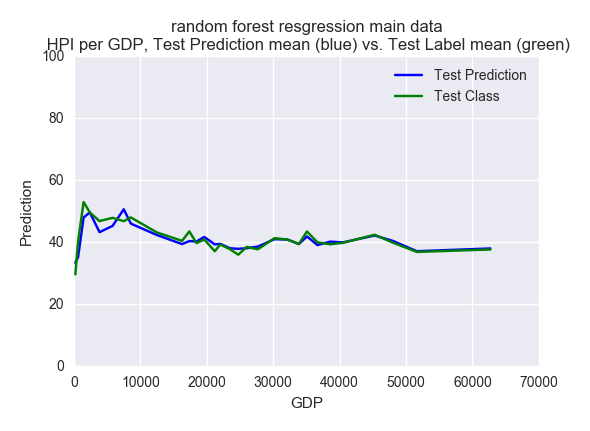 random forest resgression main data
HPI per GDP, Test Prediction mean (blue) vs. Test Label mean (green)
100
80
60
40
20
0
Prediction
Test Prediction
Test Class
0 10000 20000 30000 40000 50000 60000 70000
GDP